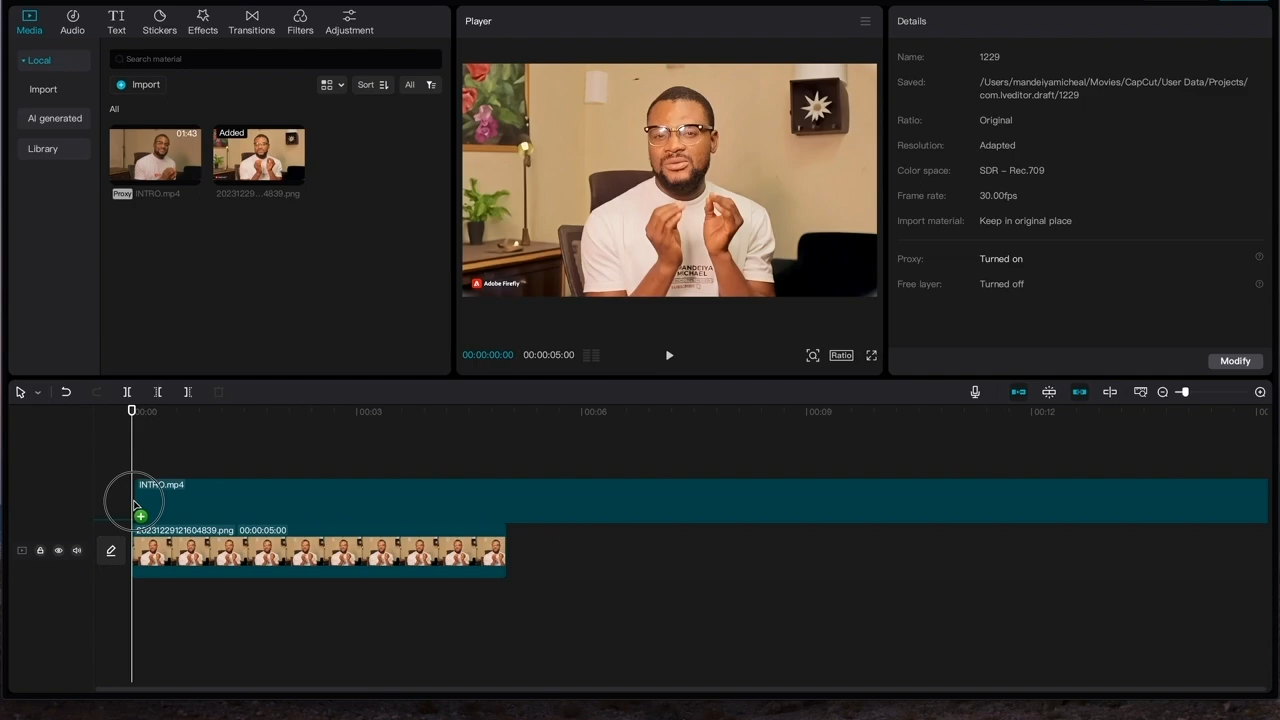 Media
Audio
Text
Stickers
Effects
Transitions
Filters
Adjustment
Local
Import
AI generated
Library
Search material
Import
Sort
All
All
01:43
Proxy INTRO.mp4
Added
20231229...4839.png
Player
Adobe Firefly
MANDEIYA
MICHAEL
00:00:00:00
00:00:05:00
Ratio
Details
Name: 1229
Saved: /Users/mandeiyamicheal/Movies/CapCut/User Data/Projects/
com.lveditor.draft/1229
Ratio: Original
Resolution: Adapted
Color space: SDR – Rec.709
Frame rate: 30.00fps
Import material: Keep in original place
Proxy: Turned on
Free layer: Turned off
Modify
00:00
00:03
00:06
00:09
00:12
INTRO.mp4
20231229121604839.png 00:00:05:00